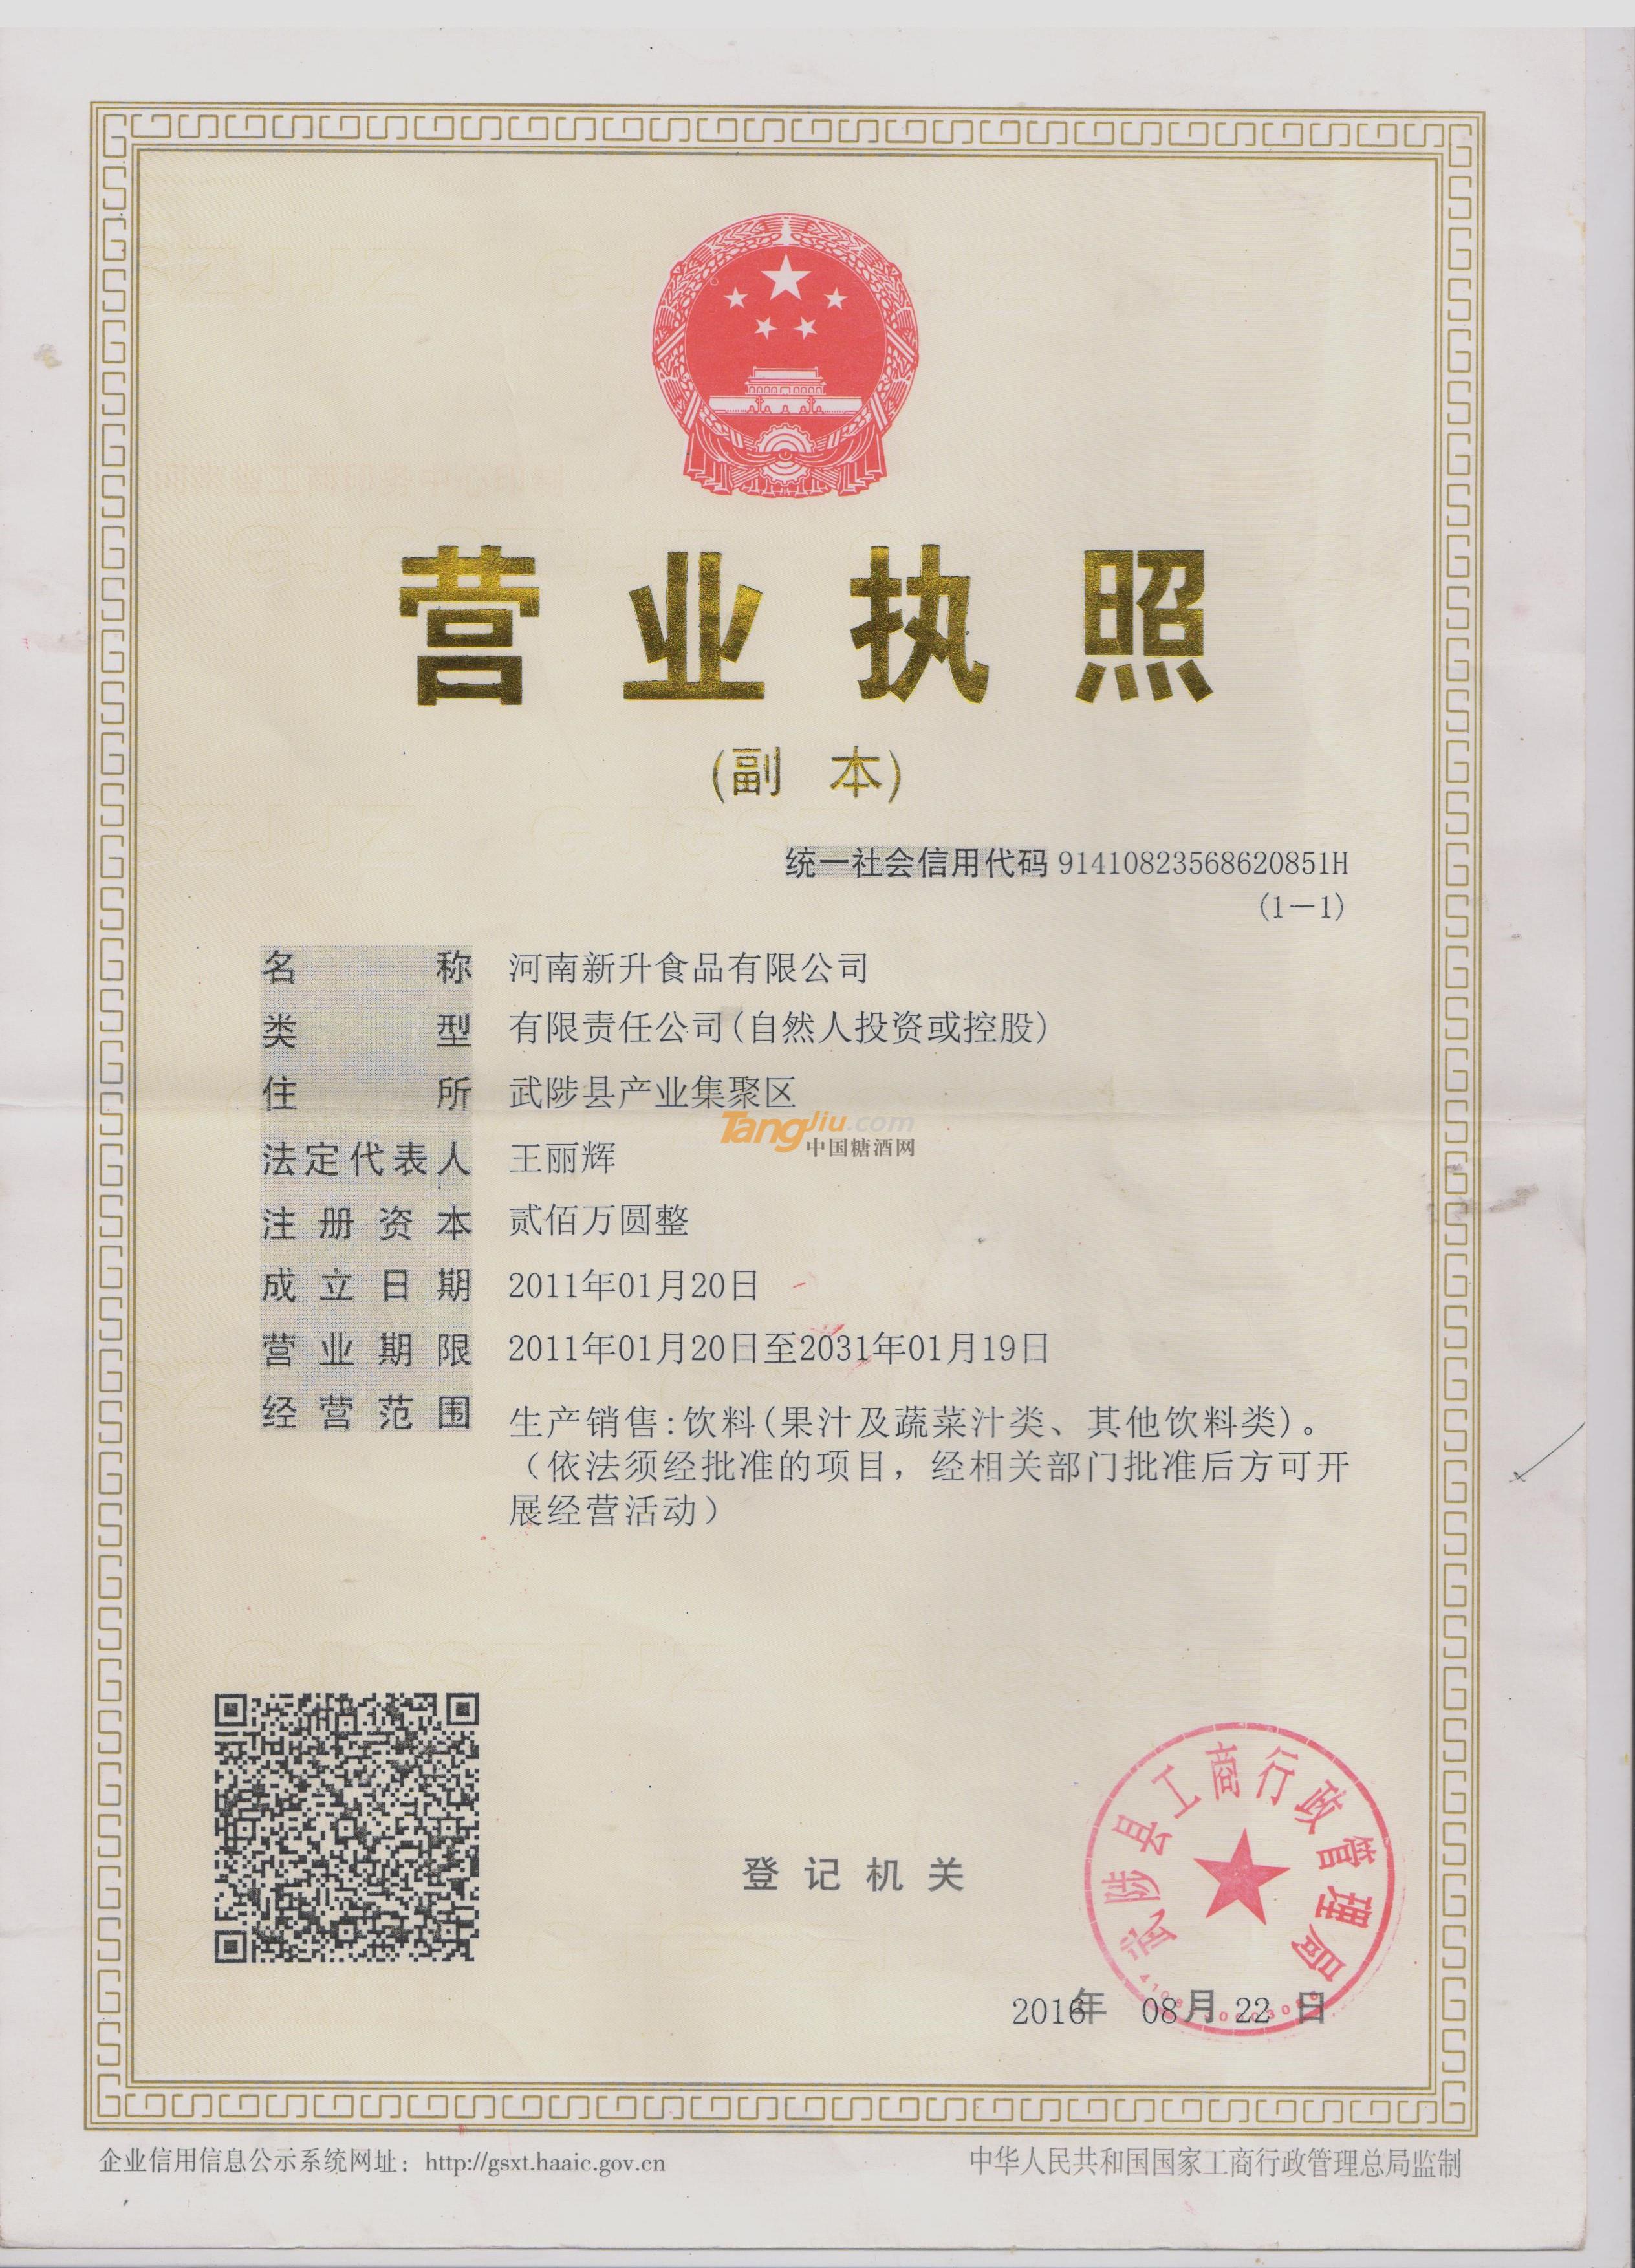 营业执照
(副 本)
统一社会信用代码 91410823568620851H
(1-1)
名称 河南新升食品有限公司
类型 有限责任公司(自然人投资或控股)
住所 武陟县产业集聚区
TangJiu.com
中国糖酒网
法定代表人 王丽辉
注册资本 贰佰万圆整
成立日期 2011年01月20日
营业期限 2011年01月20日至2031年01月19日
经营范围 生产销售:饮料(果汁及蔬菜汁类、其他饮料类)。
（依法须经批准的项目，经相关部门批准后方可开
展经营活动）
武陟县工商行政管理局
登记机关
2016年 08月22日
企业信用信息公示系统网址：http://gsxt.haaic.gov.cn
中华人民共和国国家工商行政管理总局监制